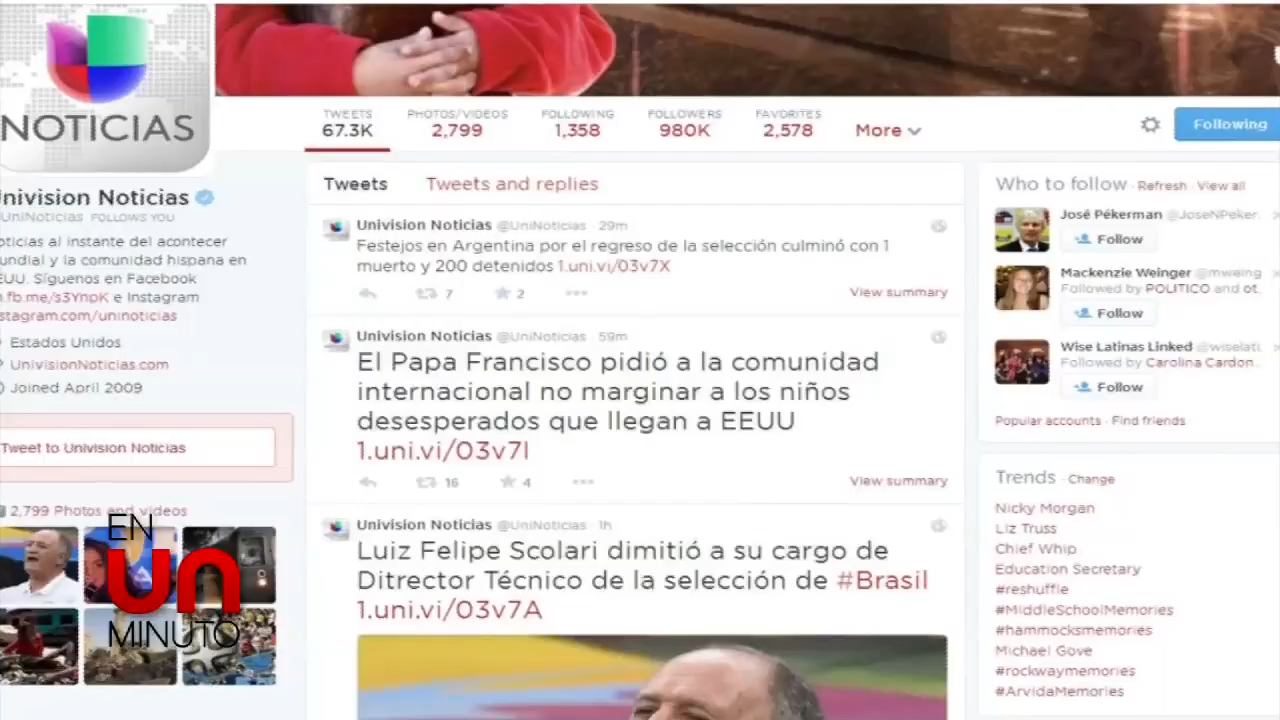 NOTICIAS
TWEETS PHOTOS/VIDEOS FOLLOWING FOLLOWERS FAVORITES
67.3K 2,799 1,358 980K 2,578 More
Following
nivision Noticias
UniNoticias FOLLOWS YOU
oticias al instante del acontecer
undial y la comunidad hispana en
EUU. Síguenos en Facebook
n.fb.me/s3YnpK e Instagram
stagram.com/uninoticias
Estados Unidos
UnivisionNoticias.com
Joined April 2009
Tweet to Univision Noticias
2,799 Photos and videos
EN
UN
MINUTO
Tweets Tweets and replies
Univision Noticias @UniNoticias · 29m
Festejos en Argentina por el regreso de la selección culminó con 1
muerto y 200 detenidos 1.uni.vi/03v7X
7 2 View summary
Univision Noticias @UniNoticias · 59m
El Papa Francisco pidió a la comunidad
internacional no marginar a los niños
desesperados que llegan a EEUU
1.uni.vi/03v7I
16 4 View summary
Univision Noticias @UniNoticias · 1h
Luiz Felipe Scolari dimitió a su cargo de
Ditrector Técnico de la selección de #Brasil
1.uni.vi/03v7A
Who to follow · Refresh · View all
José Pékerman @JoseNPeker.
Follow
Mackenzie Weinger @mweing
Followed by POLITICO and ot.
Follow
Wise Latinas Linked @wiselati.
Followed by Carolina Cardon.
Follow
Popular accounts · Find friends
Trends · Change
Nicky Morgan
Liz Truss
Chief Whip
Education Secretary
#reshuffle
#MiddleSchoolMemories
#hammocksmemories
Michael Gove
#rockwaymemories
#ArvidaMemories